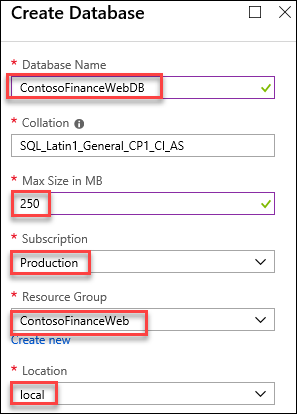 Create Database
* Database Name
ContosoFinanceWebDB
* Collation
SQL_Latin1_General_CP1_CI_AS
* Max Size in MB
250
* Subscription
Production
* Resource Group
ContosoFinanceWeb
Create new
* Location
local